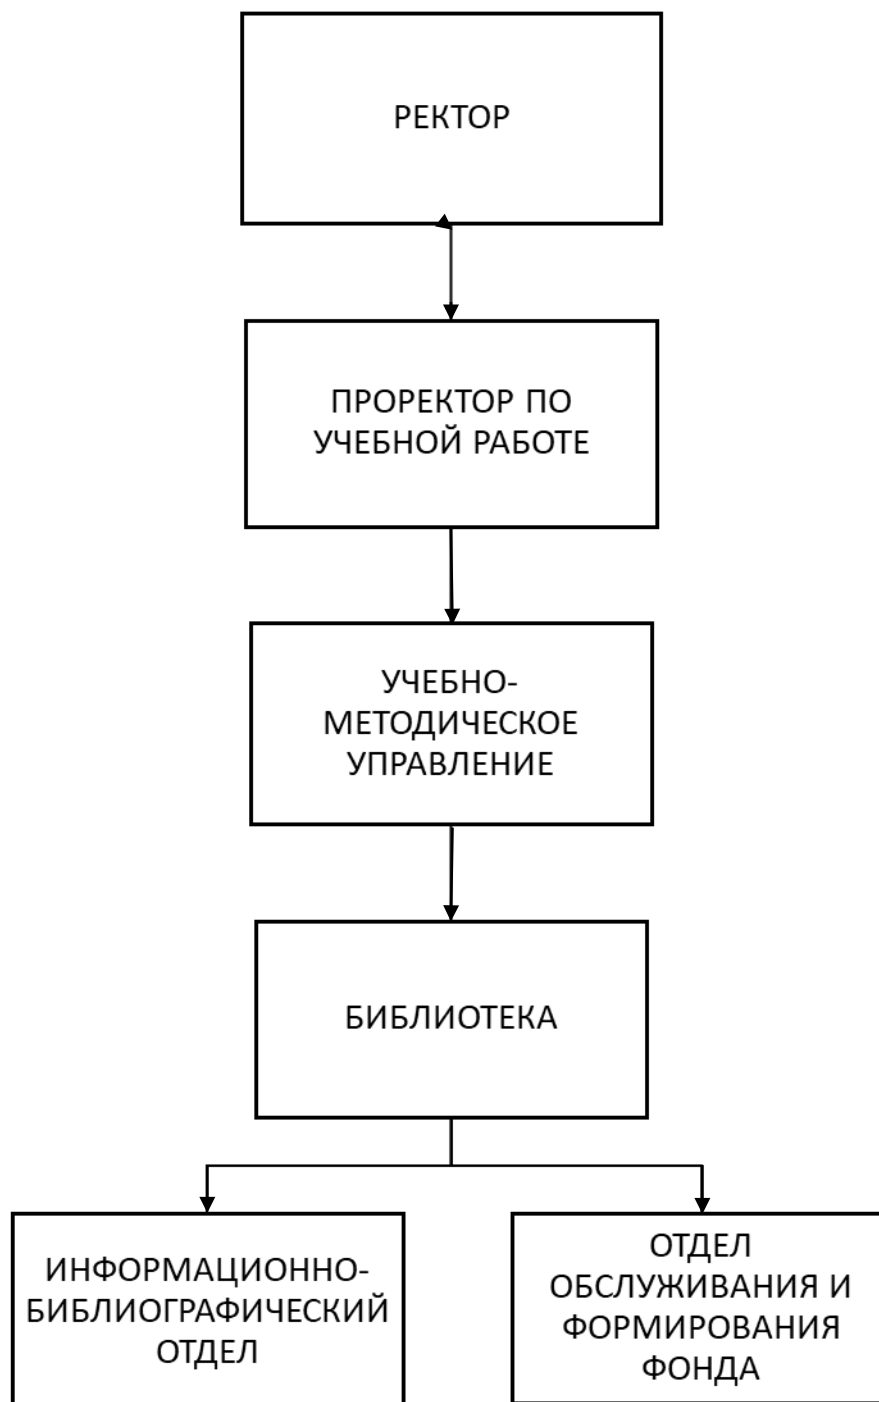 РЕКТОР
ПРОРЕКТОР ПО
УЧЕБНОЙ РАБОТЕ
УЧЕБНО-
МЕТОДИЧЕСКОЕ
УПРАВЛЕНИЕ
БИБЛИОТЕКА
ИНФОРМАЦИОННО-
БИБЛИОГРАФИЧЕСКИЙ
ОТДЕЛ
ОТДЕЛ
ОБСЛУЖИВАНИЯ И
ФОРМИРОВАНИЯ
ФОНДА